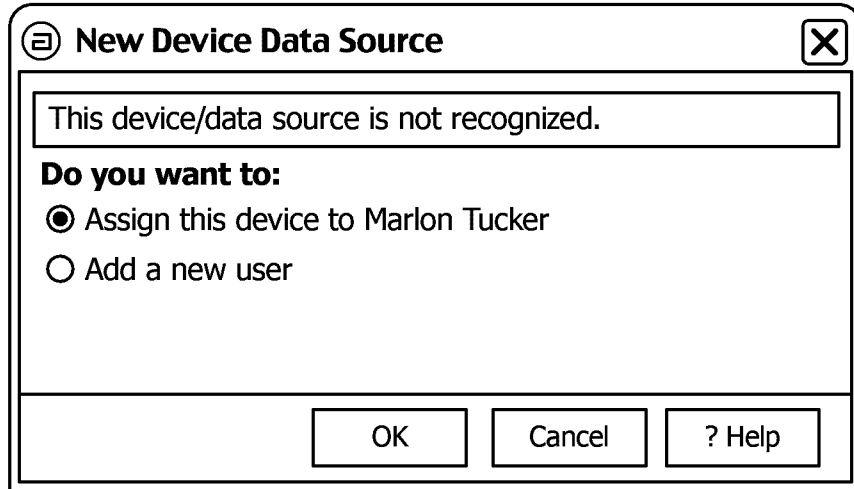 New Device Data Source
This device/data source is not recognized.
Do you want to:
Assign this device to Marlon Tucker
Add a new user
OK
Cancel
? Help